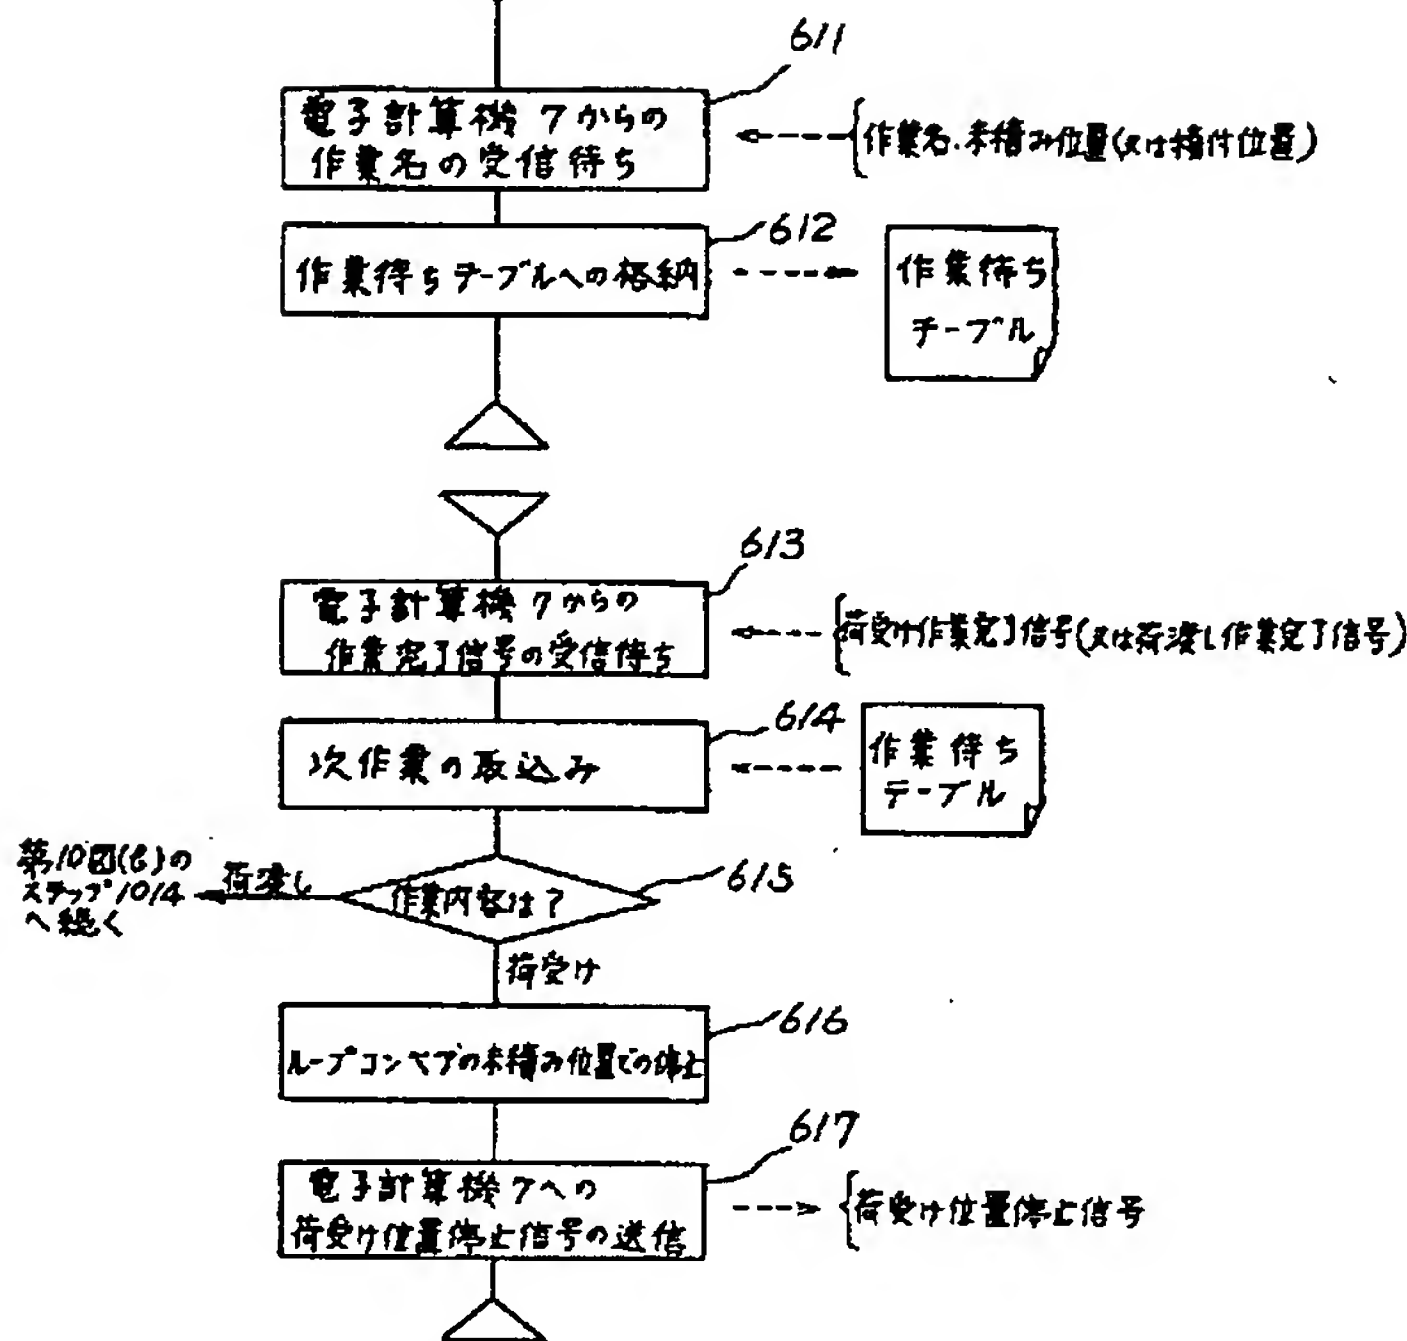 611
電子計算機7からの
作業名の受信待ち
{作業名・未積み位置(又は積付位置)
612
作業待ちテーブルへの格納
作業待ち
テーブル
613
電子計算機7からの
作業完了信号の受信待ち
{荷受け作業完了信号(又は荷渡し作業完了信号)
614
次作業の取込み
作業待ち
テーブル
615
作業内容は?
荷渡し
第10図(b)の
ステップ1014
へ続く
荷受け
616
ループコンベアの未積み位置での停止
617
電子計算機7への
荷受け位置停止信号の送信
{荷受け位置停止信号